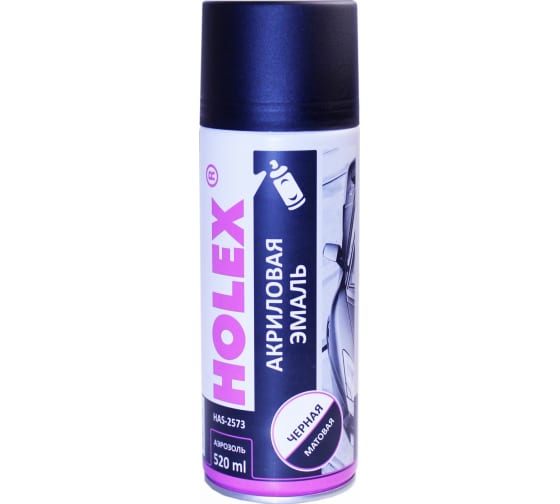 HOLEX®
АКРИЛОВАЯ
ЭМАЛЬ
HAS-2573
АЭРОЗОЛЬ
520 ml
ЧЕРНАЯ
МАТОВАЯ